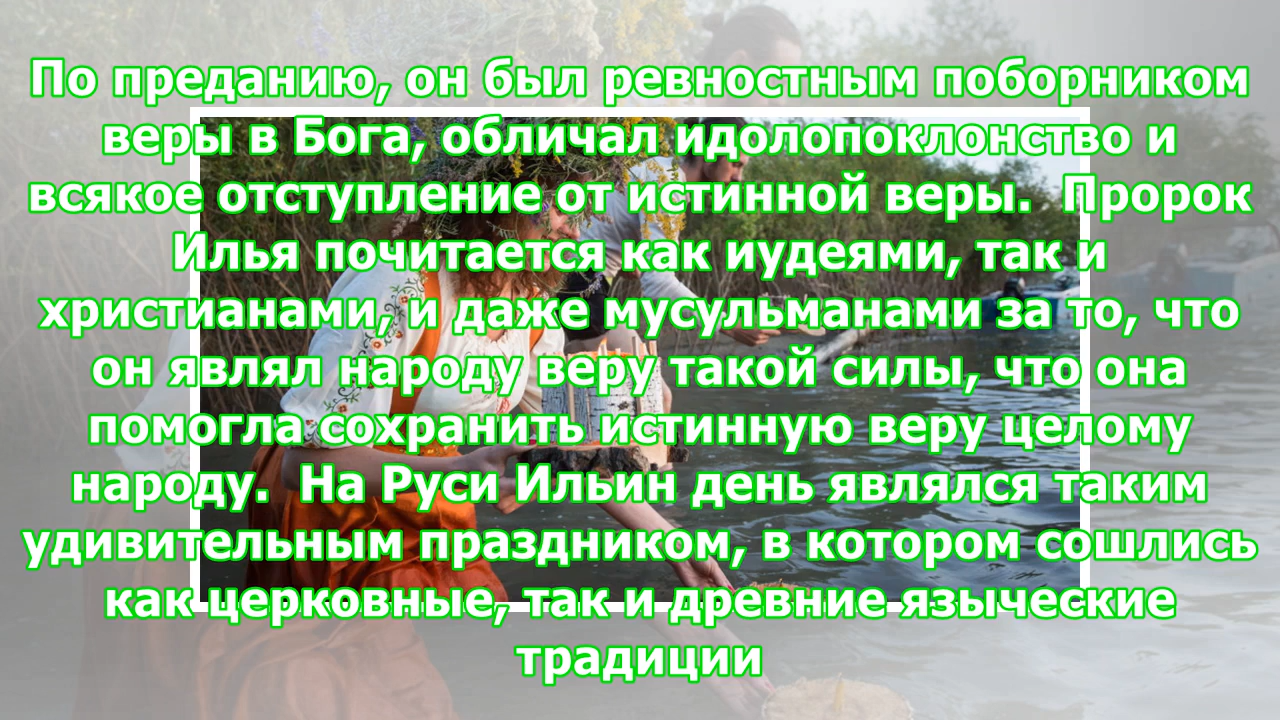 По преданию, он был ревностным поборником
веры в Бога, обличал идолопоклонство и
всякое отступление от истинной веры.  Пророк
Илья почитается как иудеями, так и
христианами, и даже мусульманами за то, что
он являл народу веру такой силы, что она
помогла сохранить истинную веру целому
народу.  На Руси Ильин день являлся таким
удивительным праздником, в котором сошлись
как церковные, так и древние языческие
традиции